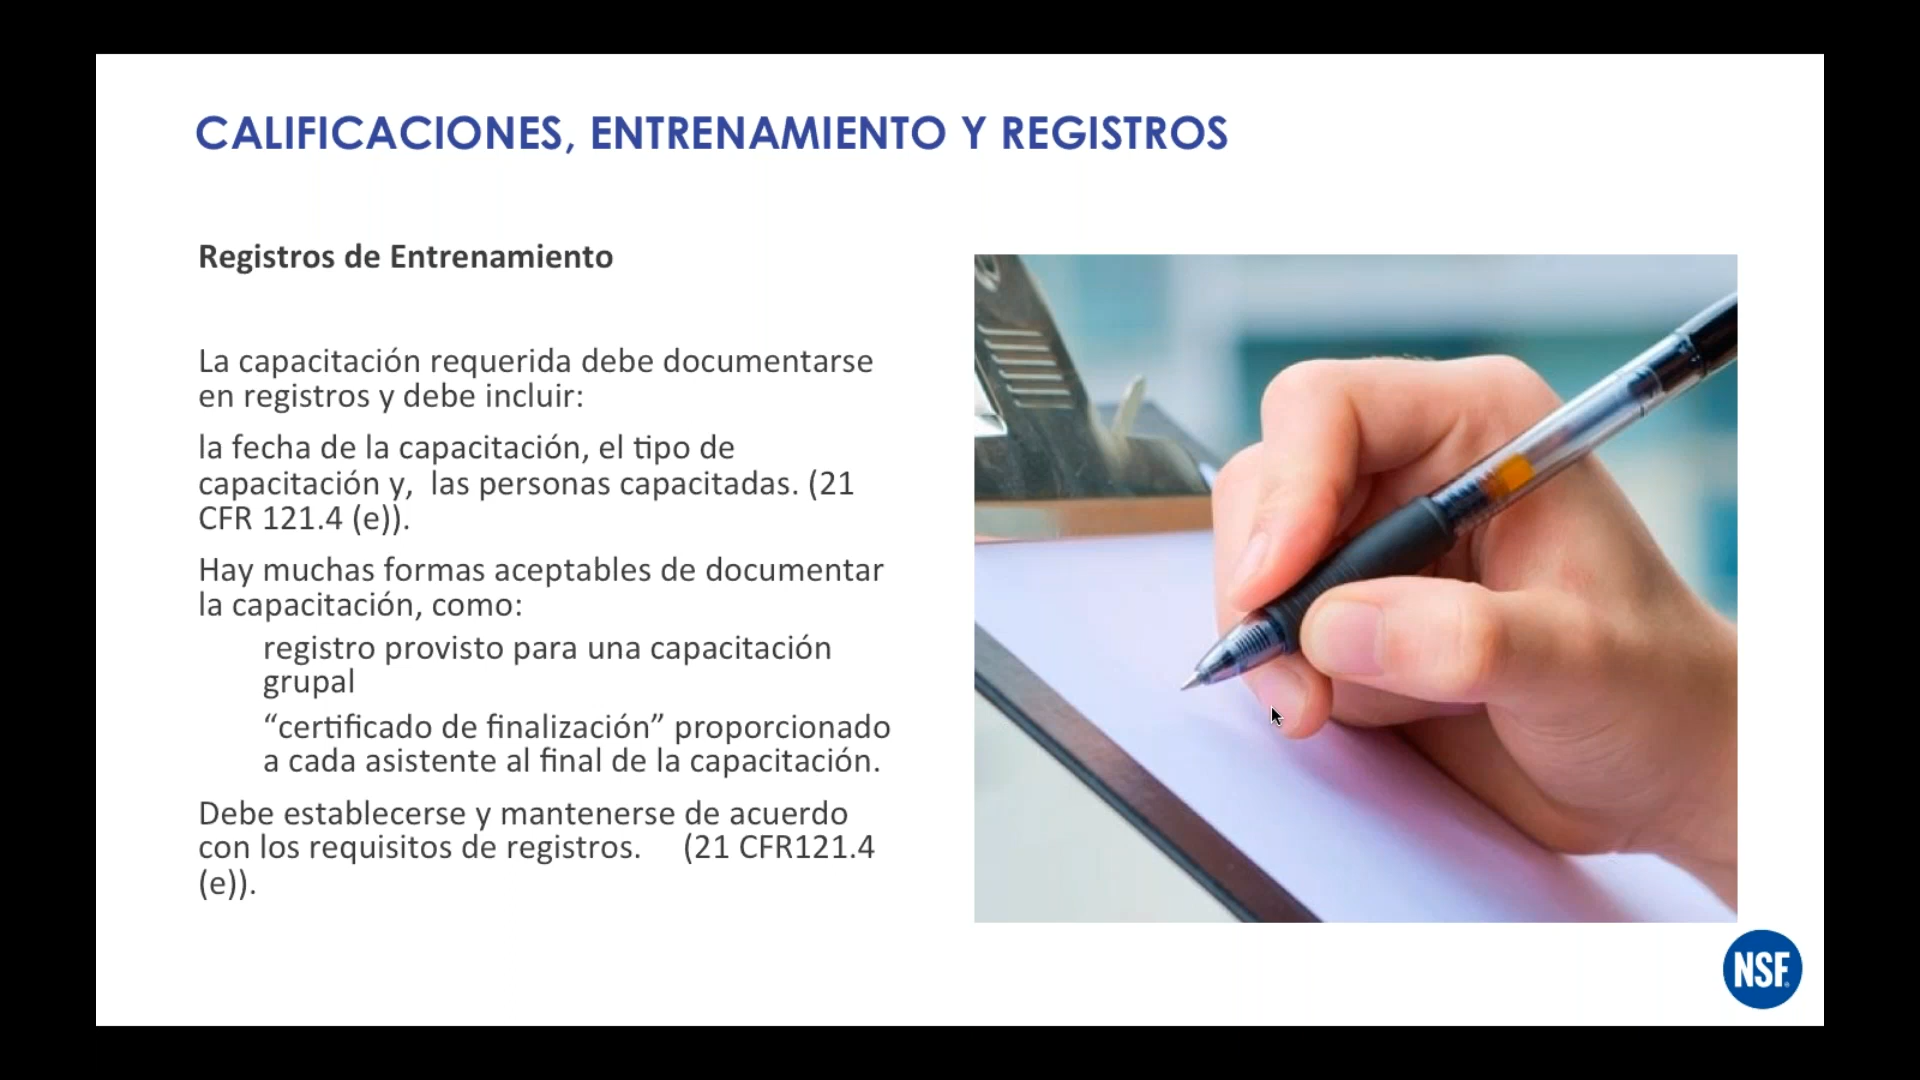 CALIFICACIONES, ENTRENAMIENTO Y REGISTROS
Registros de Entrenamiento
La capacitación requerida debe documentarse
en registros y debe incluir:
la fecha de la capacitación, el tipo de
capacitación y,  las personas capacitadas. (21
CFR 121.4 (e)).
Hay muchas formas aceptables de documentar
la capacitación, como:
registro provisto para una capacitación
grupal
“certificado de finalización” proporcionado
a cada asistente al final de la capacitación.
Debe establecerse y mantenerse de acuerdo
con los requisitos de registros.    (21 CFR121.4
(e)).
NSF